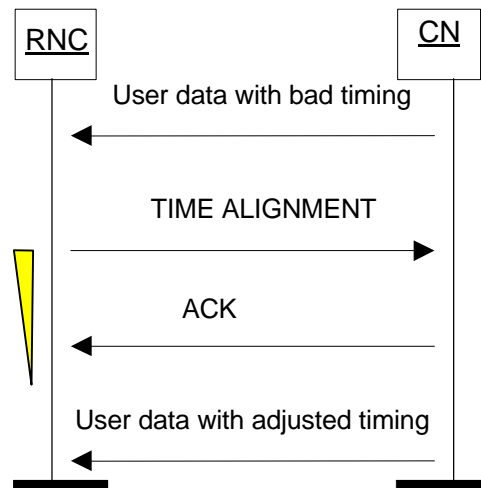 RNC
CN
User data with bad timing
TIME ALIGNMENT
ACK
User data with adjusted timing